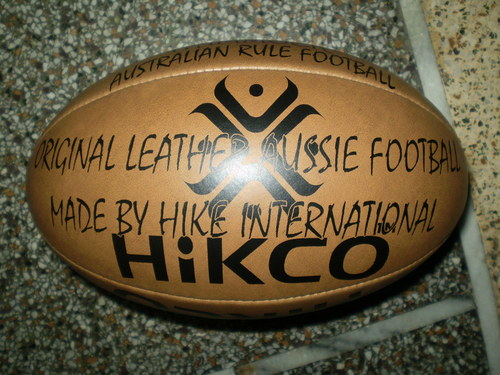 AUSTRALIAN RULE FOOTBALL
ORIGINAL LEATHER AUSSIE FOOTBALL
MADE BY HIKE INTERNATIONAL
HiKCO